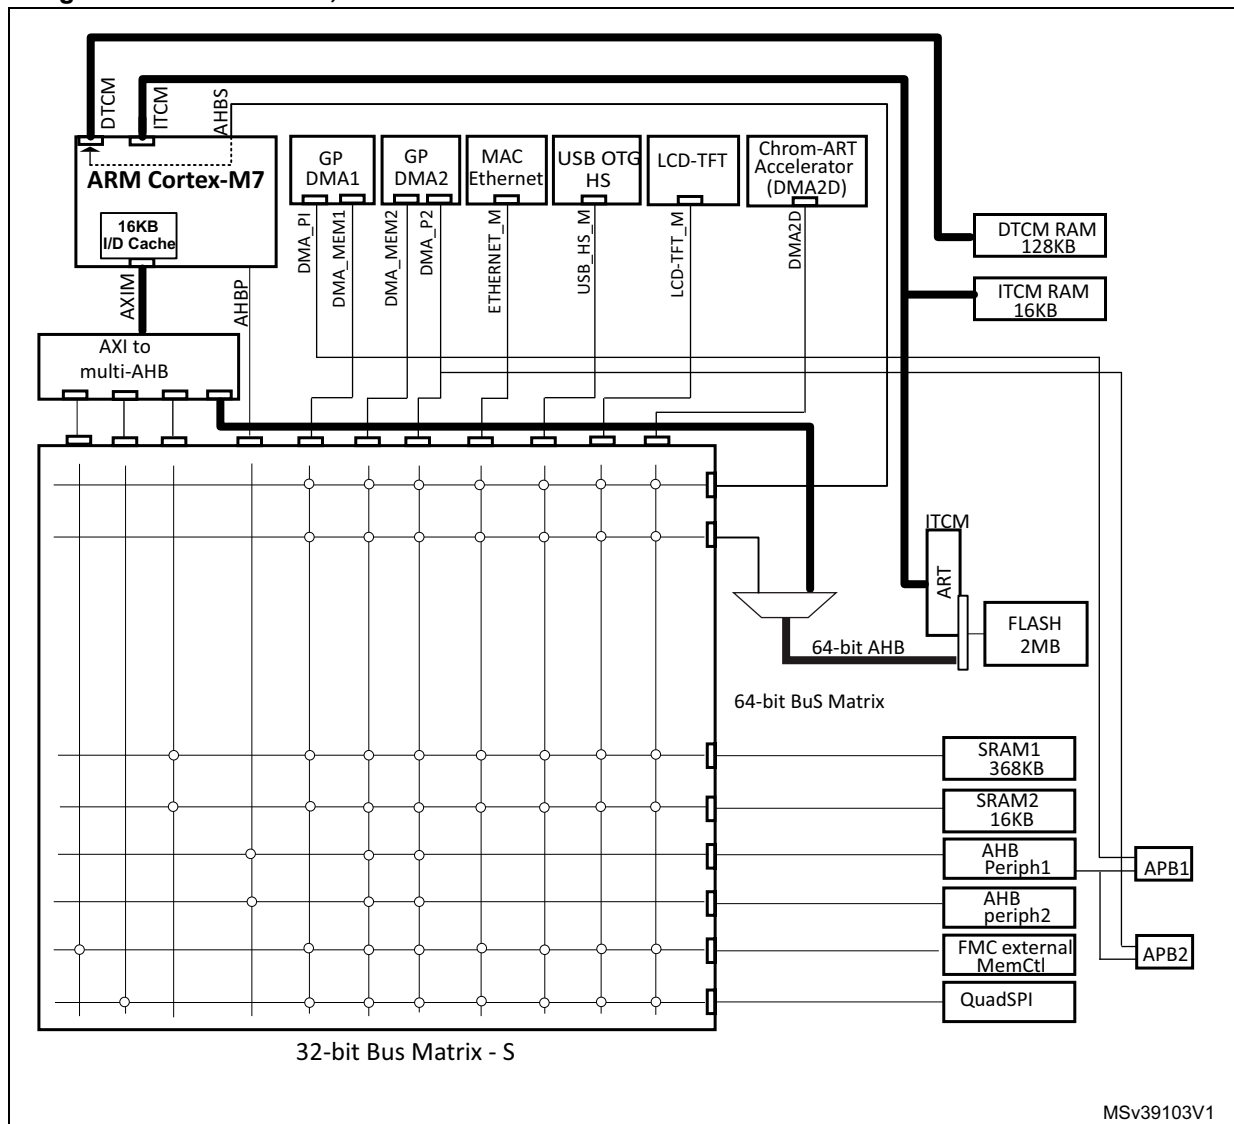 DTCM
ITCM
AHBS
ARM Cortex-M7
16KB
I/D Cache
GP
DMA1
GP
DMA2
MAC
Ethernet
USB OTG
HS
LCD-TFT
Chrom-ART
Accelerator
(DMA2D)
DTCM RAM
128KB
ITCM RAM
16KB
AXIM
AHBP
DMA_PI
DMA_MEM1
DMA_MEM2
DMA_P2
ETHERNET_M
USB_HS_M
LCD-TFT_M
DMA2D
AXI to
multi-AHB
ITCM
ART
FLASH
2MB
64-bit AHB
64-bit BuS Matrix
SRAM1
368KB
SRAM2
16KB
AHB
Periph1
APB1
AHB
periph2
FMC external
MemCtl
APB2
QuadSPI
32-bit Bus Matrix - S
MSv39103V1